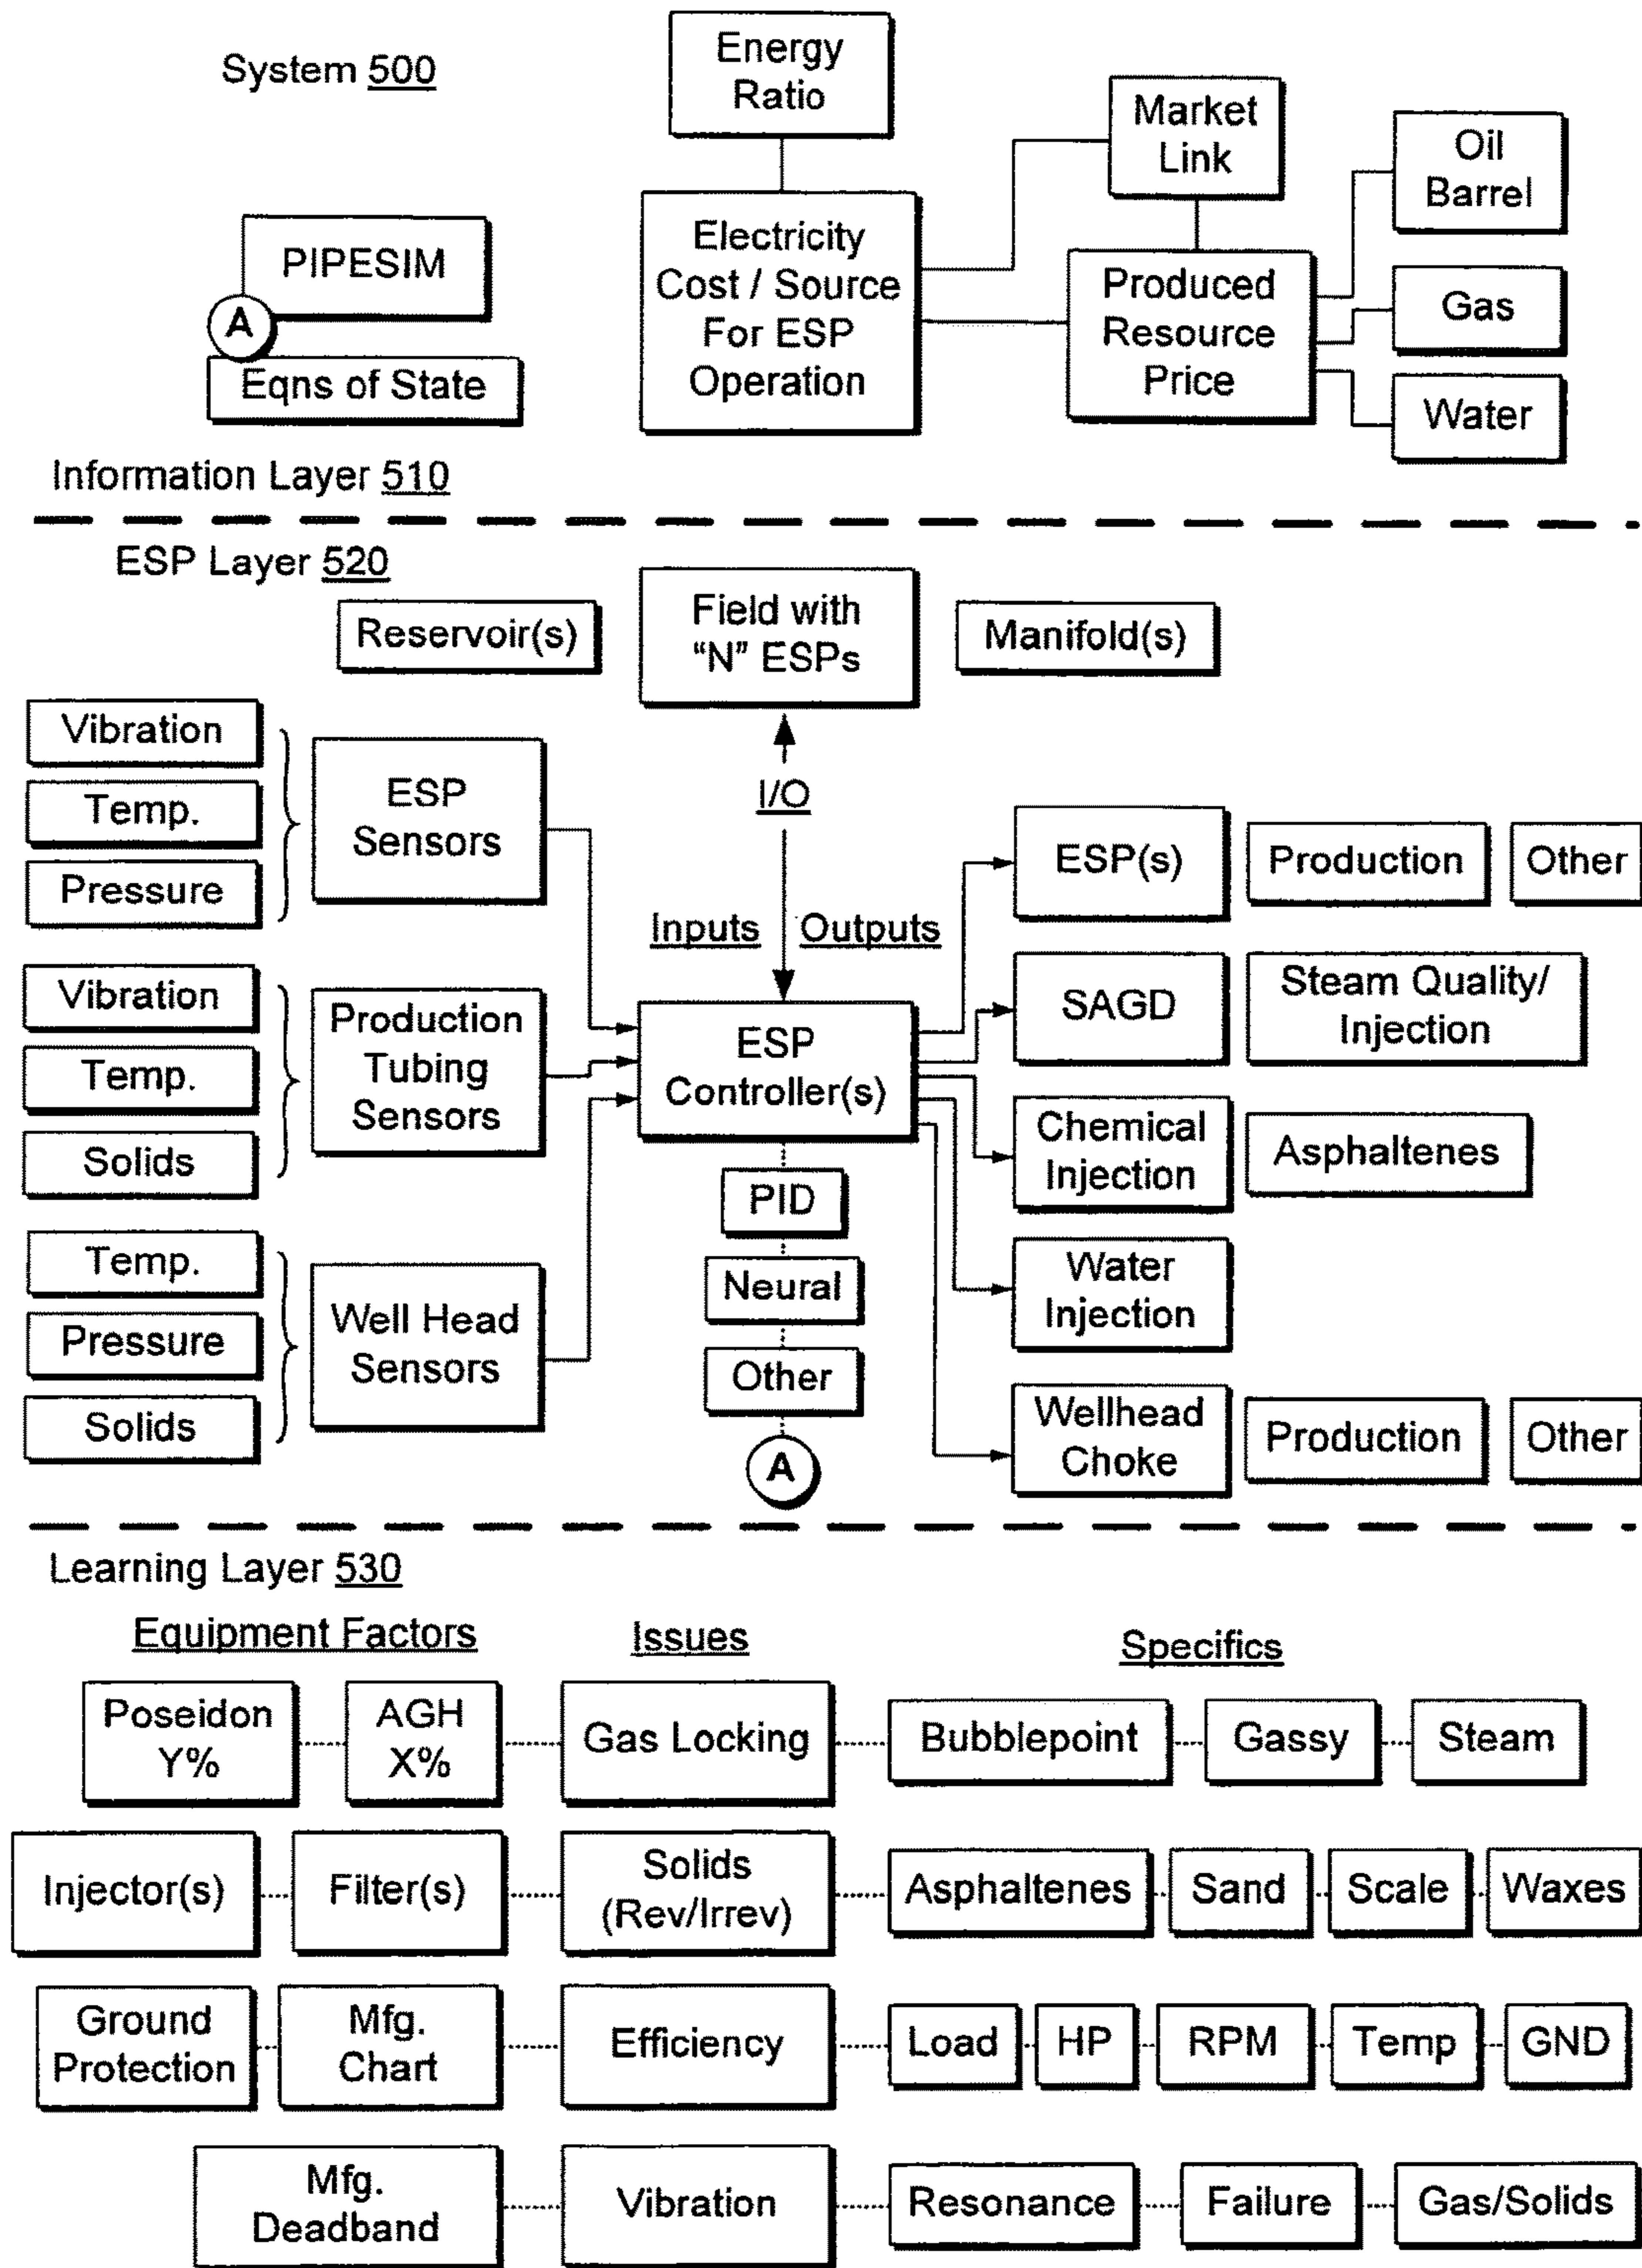 System 500
Energy
Ratio
Market
Link
Oil
Barrel
Electricity
Cost / Source
For ESP
Operation
PIPESIM
A
Eqns of State
Produced
Resource
Price
Gas
Water
Information Layer 510
ESP Layer 520
Reservoir(s)
Field with
“N” ESPs
Manifold(s)
Vibration
Temp.
Pressure
ESP
Sensors
I/O
Inputs
Outputs
ESP(s)
Production
Other
Vibration
Temp.
Solids
Production
Tubing
Sensors
ESP
Controller(s)
SAGD
Steam Quality/
Injection
Chemical
Injection
Asphaltenes
PID
Neural
Other
A
Water
Injection
Temp.
Pressure
Solids
Well Head
Sensors
Wellhead
Choke
Production
Other
Learning Layer 530
Equipment Factors
Issues
Specifics
Poseidon
Y%
AGH
X%
Gas Locking
Bubblepoint
Gassy
Steam
Injector(s)
Filter(s)
Solids
(Rev/Irrev)
Asphaltenes
Sand
Scale
Waxes
Ground
Protection
Mfg.
Chart
Efficiency
Load
HP
RPM
Temp
GND
Mfg.
Deadband
Vibration
Resonance
Failure
Gas/Solids